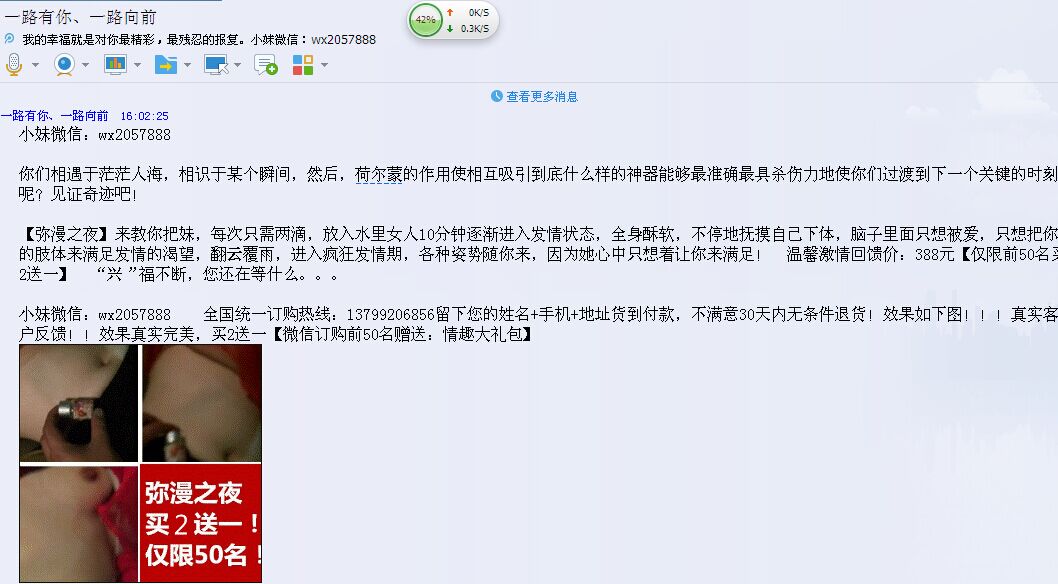 一路有你、一路向前
我的幸福就是对你最精彩，最残忍的报复。小妹微信：wx2057888
42%
0K/S
0.3K/S
查看更多消息
一路有你、一路向前 16:02:25
小妹微信：wx2057888
你们相遇于茫茫人海，相识于某个瞬间，然后，荷尔蒙的作用使相互吸引到底什么样的神器能够最准确最具杀伤力地使你们过渡到下一个关键的时刻
呢？见证奇迹吧！
【弥漫之夜】来教你把妹，每次只需两滴，放入水里女人10分钟逐渐进入发情状态，全身酥软，不停地抚摸自己下体，脑子里面只想被爱，只想把你
的肢体来满足发情的渴望，翻云覆雨，进入疯狂发情期，各种姿势随你来，因为她心中只想着让你来满足！ 温馨激情回馈价：388元【仅限前50名买
2送一】 “兴”福不断，您还在等什么。。。
小妹微信：wx2057888 全国统一订购热线：13799206856留下您的姓名+手机+地址货到付款，不满意30天内无条件退货！效果如下图！！！真实客
户反馈！！效果真实完美，买2送一【微信订购前50名赠送：情趣大礼包】
弥漫之夜
买2送一！
仅限50名！